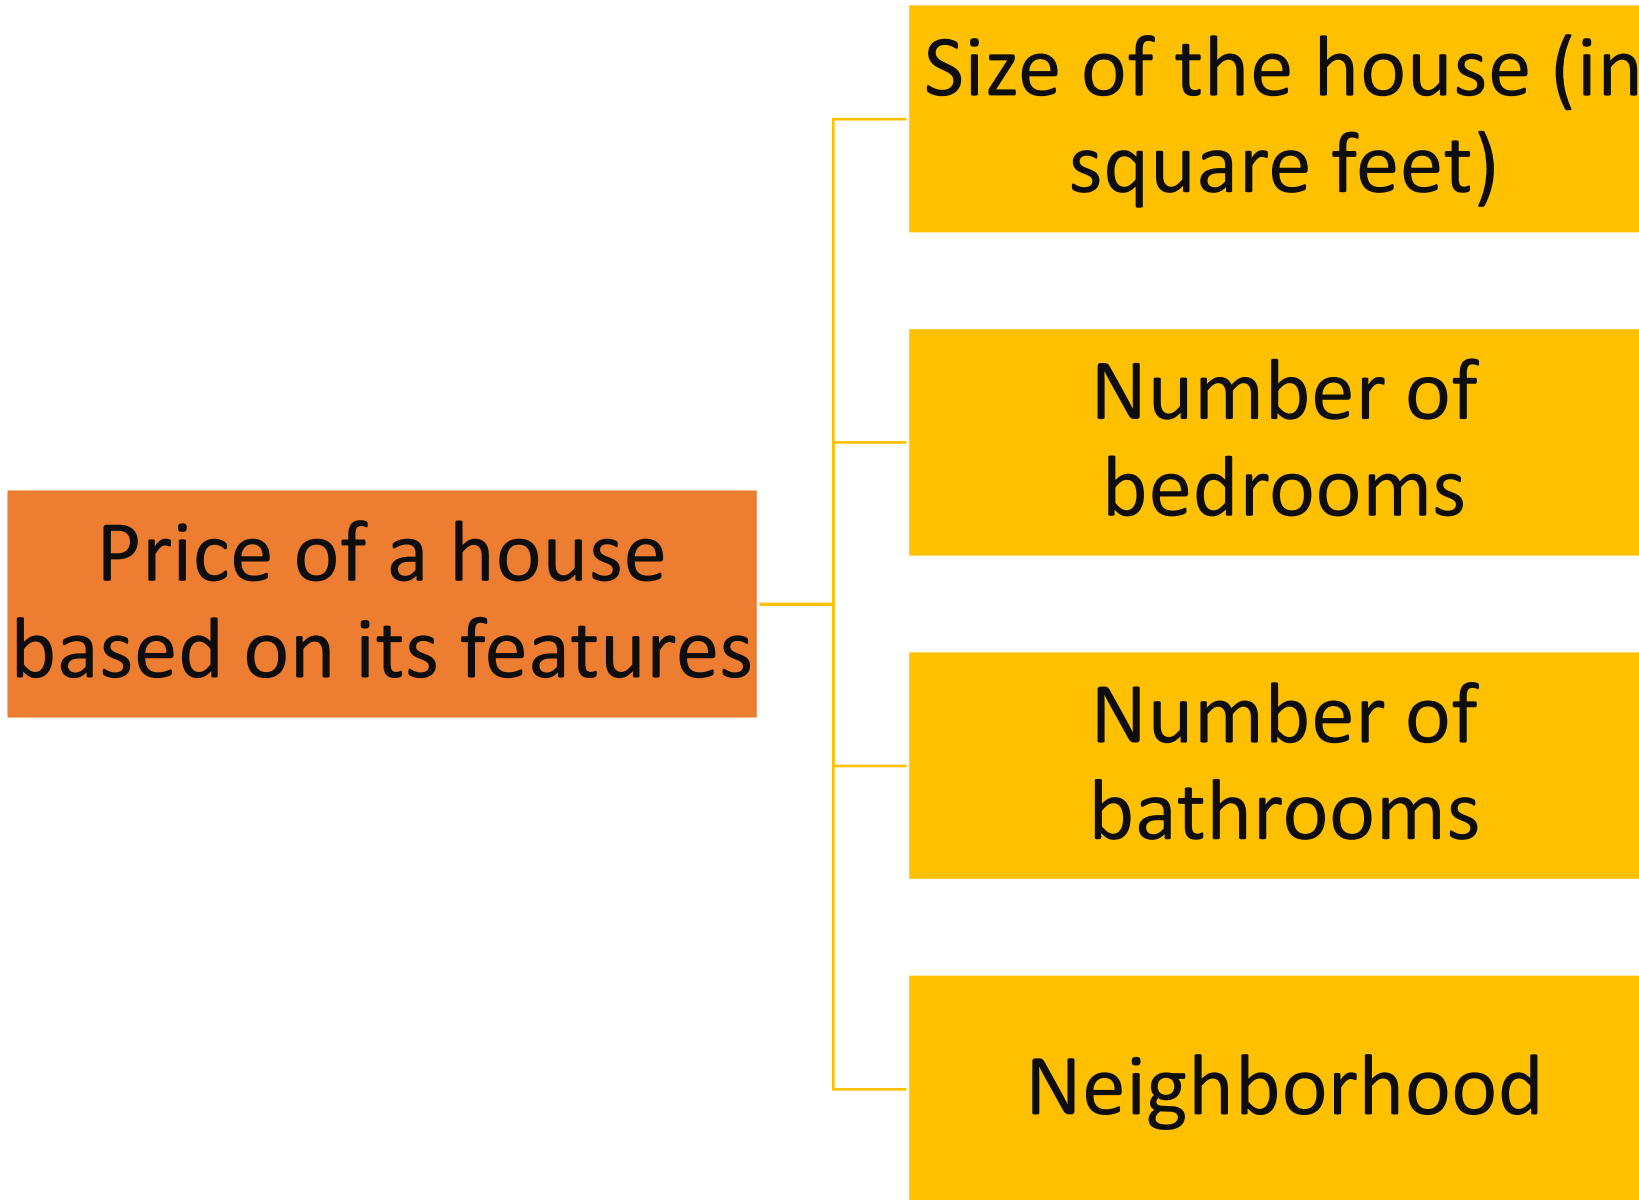 Size of the house (in
square feet)
Number of
bedrooms
Price of a house
based on its features
Number of
bathrooms
Neighborhood